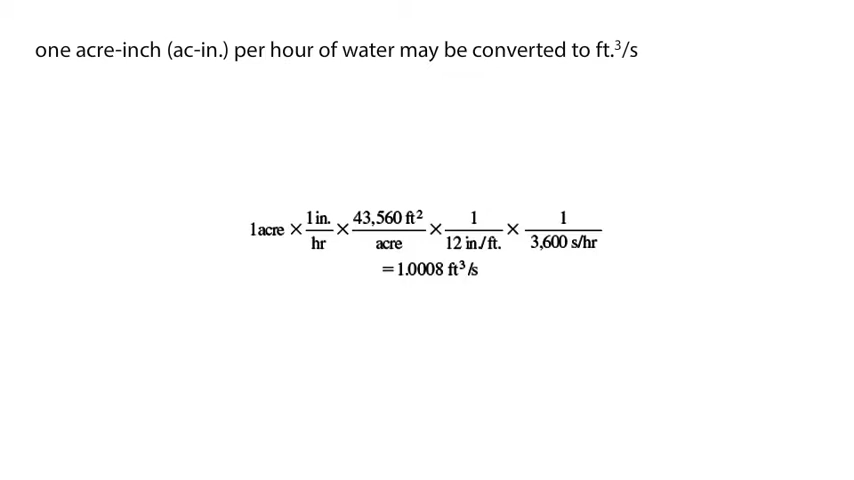 one acre-inch (ac-in.) per hour of water may be converted to ft.³/s
1 acre × 1 in./hr × 43,560 ft²/acre × 1/12 in./ft. × 1/3,600 s/hr
= 1.0008 ft³/s